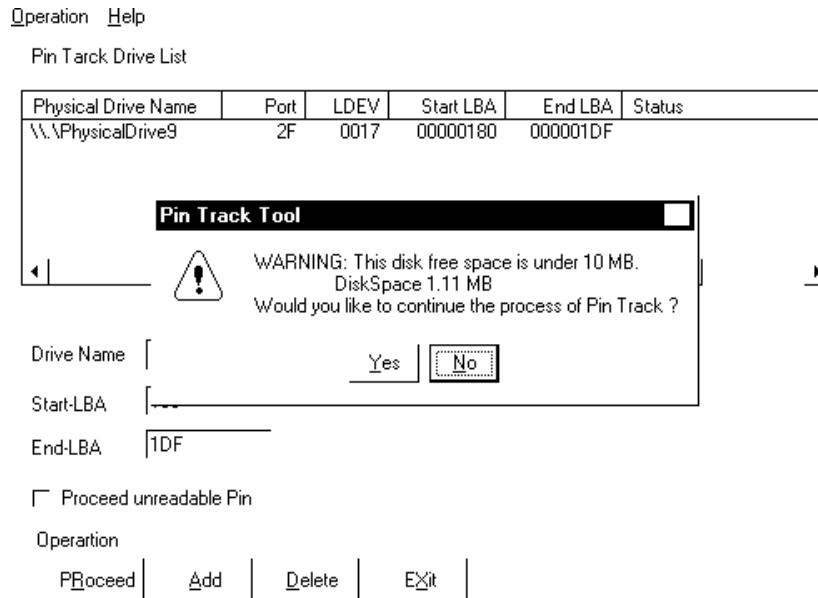 Operation Help
Pin Tarck Drive List
Physical Drive Name Port LDEV Start LBA End LBA Status
\\.\PhysicalDrive9 2F 0017 00000180 000001DF
Pin Track Tool
WARNING: This disk free space is under 10 MB.
DiskSpace 1.11 MB
Would you like to continue the process of Pin Track ?
Yes No
Drive Name
Start-LBA
End-LBA 1DF
Proceed unreadable Pin
Operartion
PRoceed Add Delete EXit